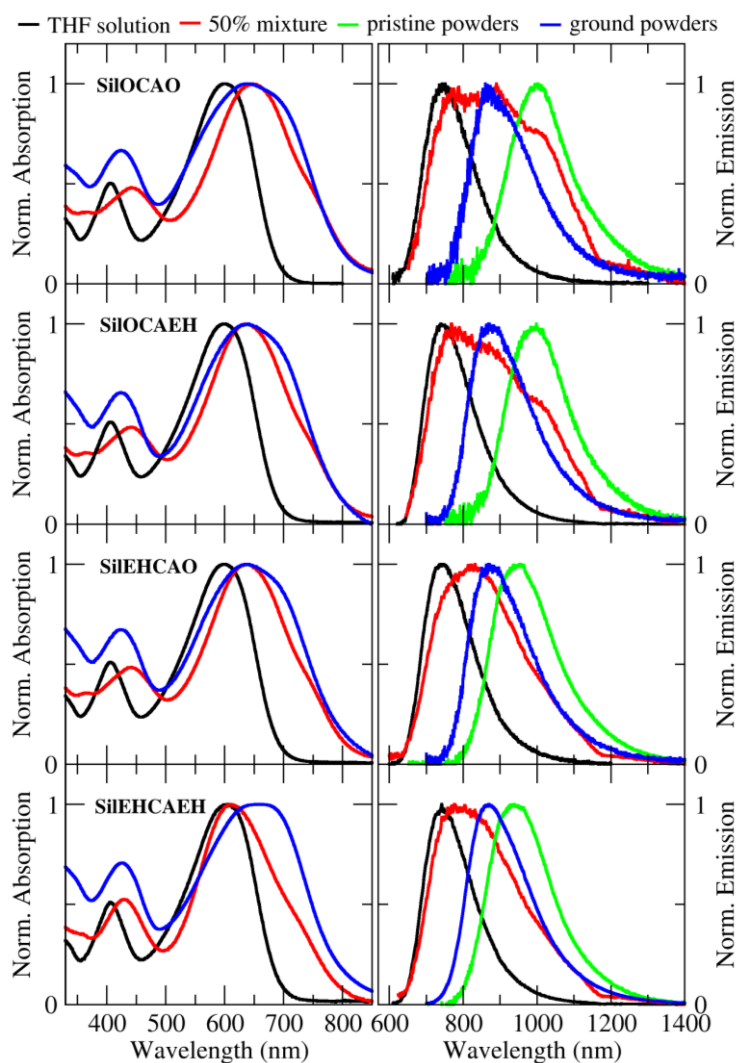 THF solution 50% mixture pristine powders ground powders
SilOCAO
Norm. Absorption
1
0
1
0
Norm. Emission
SilOCAEH
Norm. Absorption
1
0
1
0
Norm. Emission
SilEHCAO
Norm. Absorption
1
0
1
0
Norm. Emission
SilEHCAEH
Norm. Absorption
1
0
1
0
Norm. Emission
400 500 600 700 800 600 800 1000 1200 1400
Wavelength (nm) Wavelength (nm)